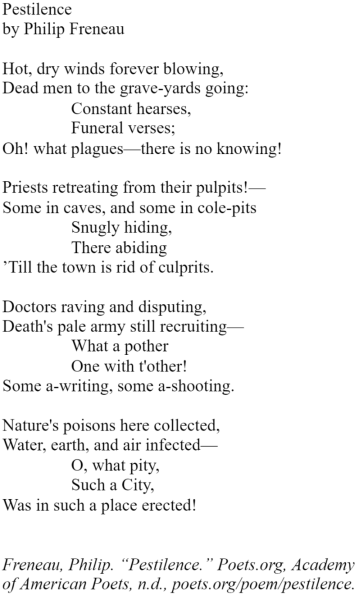 Pestilence
by Philip Freneau

Hot, dry winds forever blowing,
Dead men to the grave-yards going:
Constant hearses,
Funeral verses;
Oh! what plagues—there is no knowing!

Priests retreating from their pulpits!—
Some in caves, and some in cole-pits
Snugly hiding,
There abiding
’Till the town is rid of culprits.

Doctors raving and disputing,
Death's pale army still recruiting—
What a pother
One with t'other!
Some a-writing, some a-shooting.

Nature's poisons here collected,
Water, earth, and air infected—
O, what pity,
Such a City,
Was in such a place erected!

Freneau, Philip. “Pestilence.” Poets.org, Academy
of American Poets, n.d., poets.org/poem/pestilence.